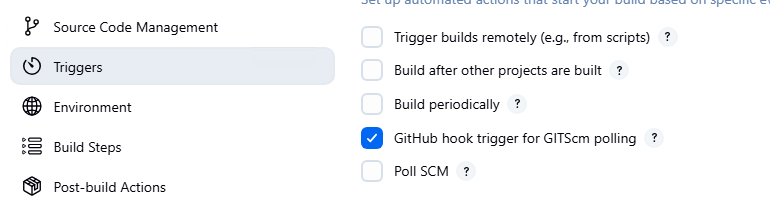 Set up automated actions that start your build based on specific ev
Source Code Management
Trigger builds remotely (e.g., from scripts) ?
Triggers
Build after other projects are built ?
Environment
Build periodically ?
Build Steps
GitHub hook trigger for GITScm polling ?
Post-build Actions
Poll SCM ?